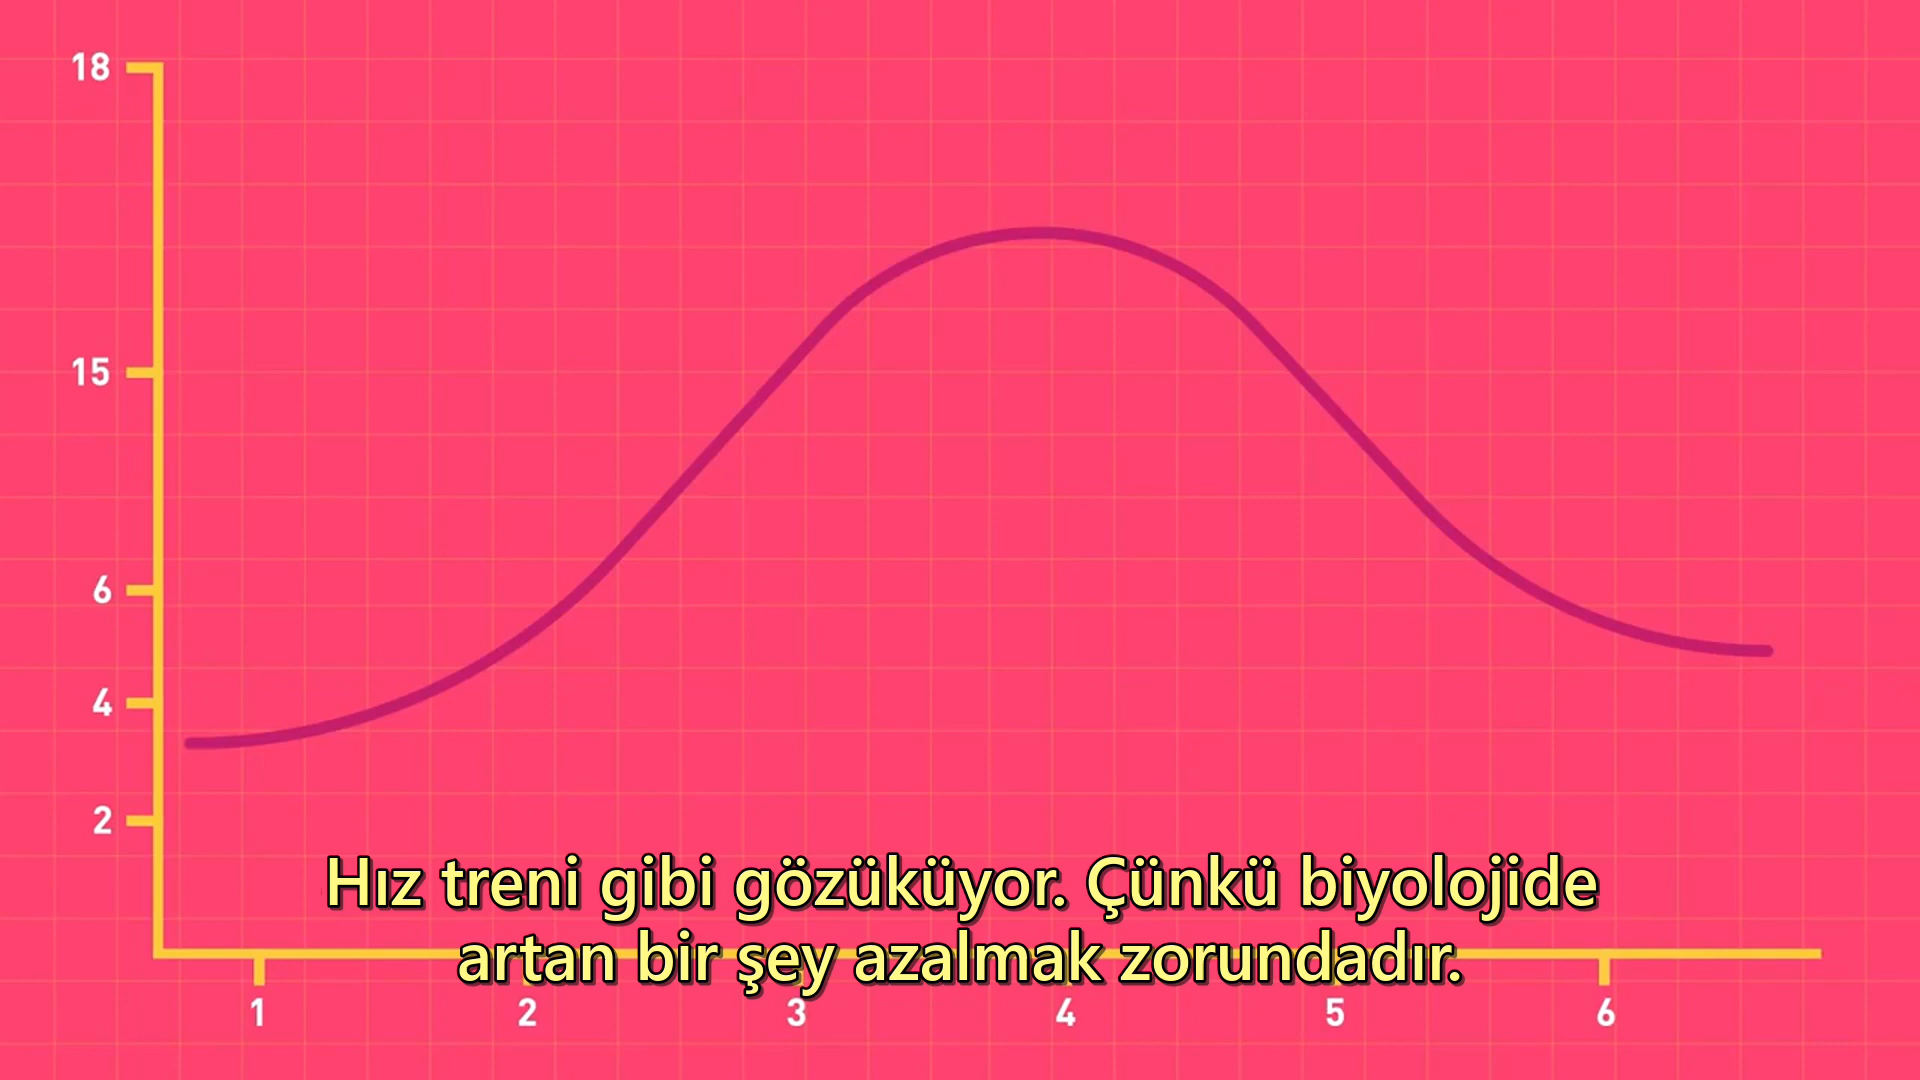 18
15
6
4
2
Hız treni gibi gözüküyor. Çünkü biyolojide
artan bir şey azalmak zorundadır.
1 2 3 4 5 6